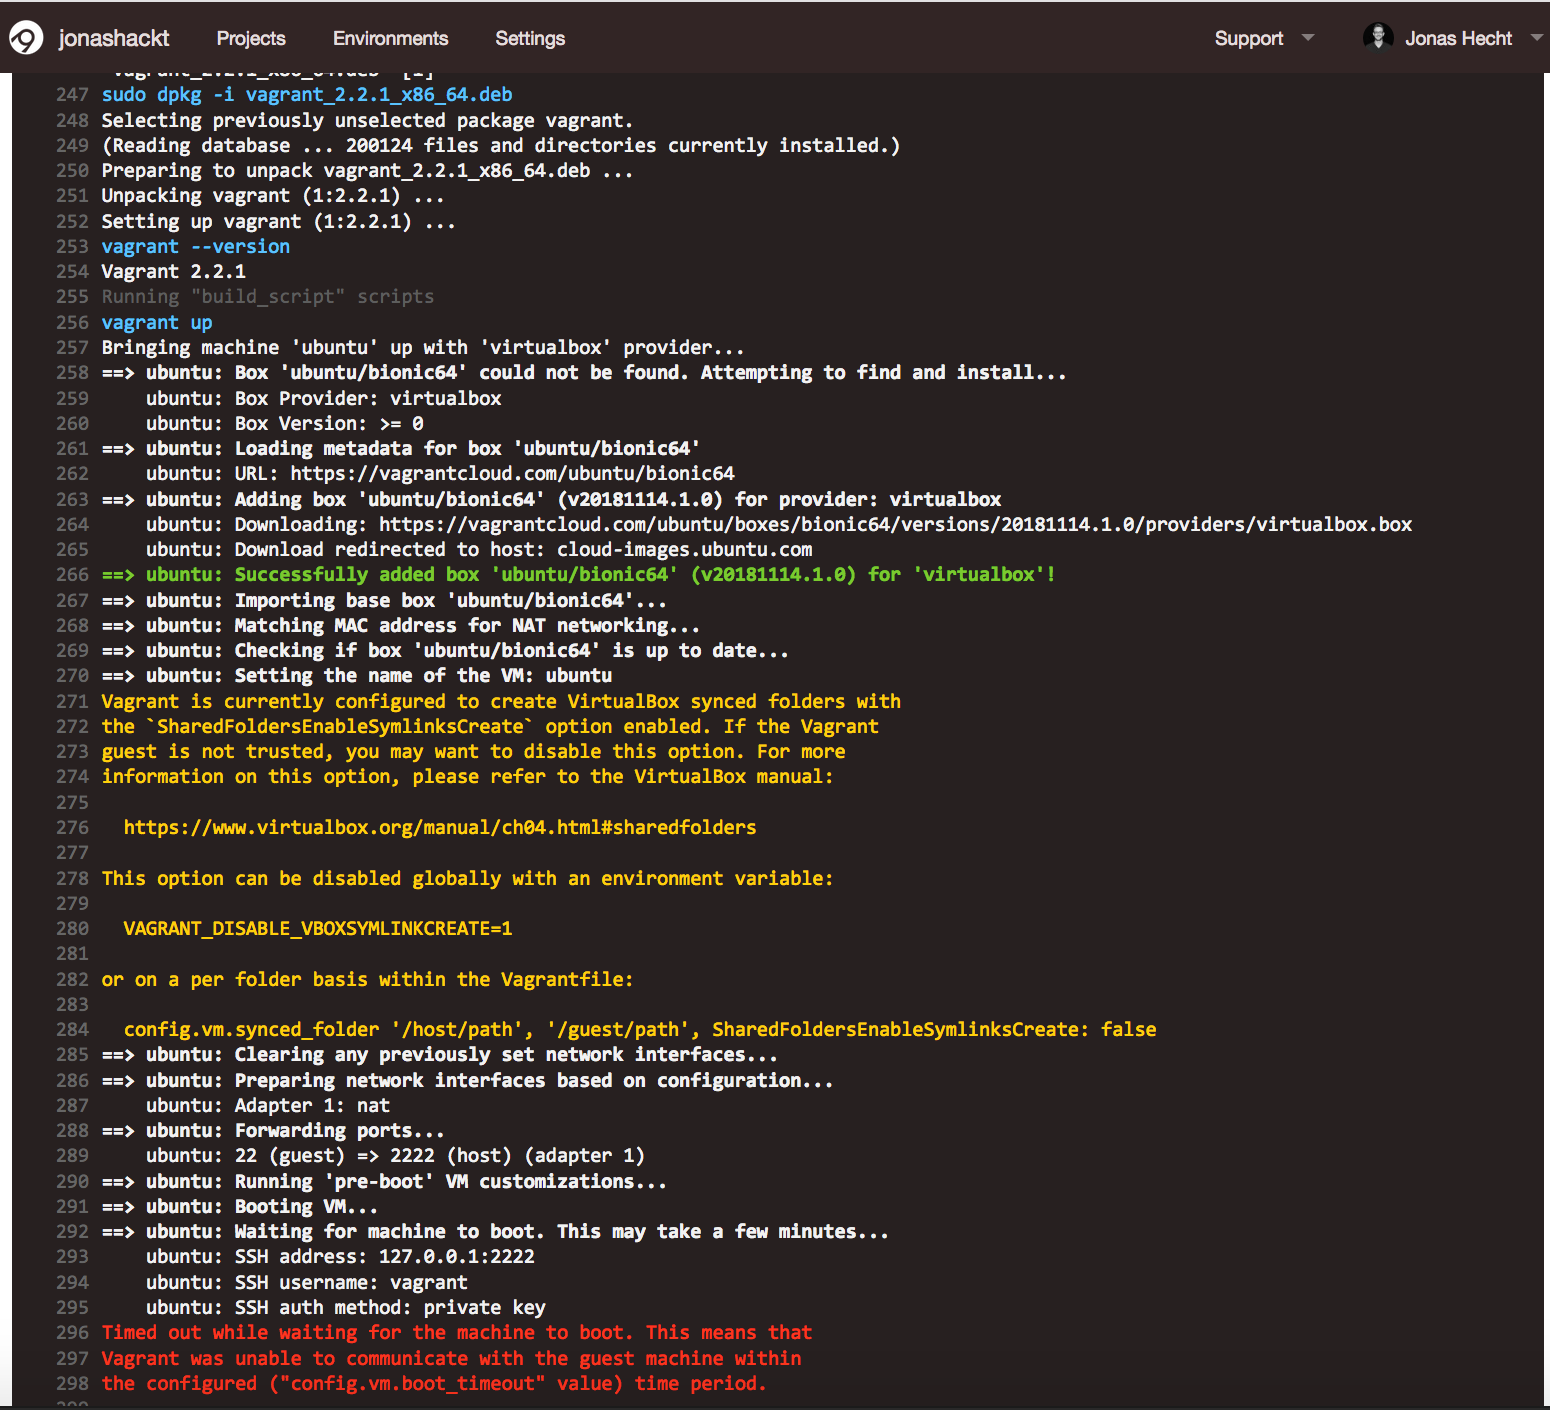 jonashackt Projects Environments Settings Support Jonas Hecht
vagrant_2.2.1_x86_64.deb" [1]
247 sudo dpkg -i vagrant_2.2.1_x86_64.deb
248 Selecting previously unselected package vagrant.
249 (Reading database ... 200124 files and directories currently installed.)
250 Preparing to unpack vagrant_2.2.1_x86_64.deb ...
251 Unpacking vagrant (1:2.2.1) ...
252 Setting up vagrant (1:2.2.1) ...
253 vagrant --version
254 Vagrant 2.2.1
255 Running "build_script" scripts
256 vagrant up
257 Bringing machine 'ubuntu' up with 'virtualbox' provider...
258 ==> ubuntu: Box 'ubuntu/bionic64' could not be found. Attempting to find and install...
259     ubuntu: Box Provider: virtualbox
260     ubuntu: Box Version: >= 0
261 ==> ubuntu: Loading metadata for box 'ubuntu/bionic64'
262     ubuntu: URL: https://vagrantcloud.com/ubuntu/bionic64
263 ==> ubuntu: Adding box 'ubuntu/bionic64' (v20181114.1.0) for provider: virtualbox
264     ubuntu: Downloading: https://vagrantcloud.com/ubuntu/boxes/bionic64/versions/20181114.1.0/providers/virtualbox.box
265     ubuntu: Download redirected to host: cloud-images.ubuntu.com
266 ==> ubuntu: Successfully added box 'ubuntu/bionic64' (v20181114.1.0) for 'virtualbox'!
267 ==> ubuntu: Importing base box 'ubuntu/bionic64'...
268 ==> ubuntu: Matching MAC address for NAT networking...
269 ==> ubuntu: Checking if box 'ubuntu/bionic64' is up to date...
270 ==> ubuntu: Setting the name of the VM: ubuntu
271 Vagrant is currently configured to create VirtualBox synced folders with
272 the `SharedFoldersEnableSymlinksCreate` option enabled. If the Vagrant
273 guest is not trusted, you may want to disable this option. For more
274 information on this option, please refer to the VirtualBox manual:
275
276   https://www.virtualbox.org/manual/ch04.html#sharedfolders
277
278 This option can be disabled globally with an environment variable:
279
280   VAGRANT_DISABLE_VBOXSYMLINKCREATE=1
281
282 or on a per folder basis within the Vagrantfile:
283
284   config.vm.synced_folder '/host/path', '/guest/path', SharedFoldersEnableSymlinksCreate: false
285 ==> ubuntu: Clearing any previously set network interfaces...
286 ==> ubuntu: Preparing network interfaces based on configuration...
287     ubuntu: Adapter 1: nat
288 ==> ubuntu: Forwarding ports...
289     ubuntu: 22 (guest) => 2222 (host) (adapter 1)
290 ==> ubuntu: Running 'pre-boot' VM customizations...
291 ==> ubuntu: Booting VM...
292 ==> ubuntu: Waiting for machine to boot. This may take a few minutes...
293     ubuntu: SSH address: 127.0.0.1:2222
294     ubuntu: SSH username: vagrant
295     ubuntu: SSH auth method: private key
296 Timed out while waiting for the machine to boot. This means that
297 Vagrant was unable to communicate with the guest machine within
298 the configured ("config.vm.boot_timeout" value) time period.
299